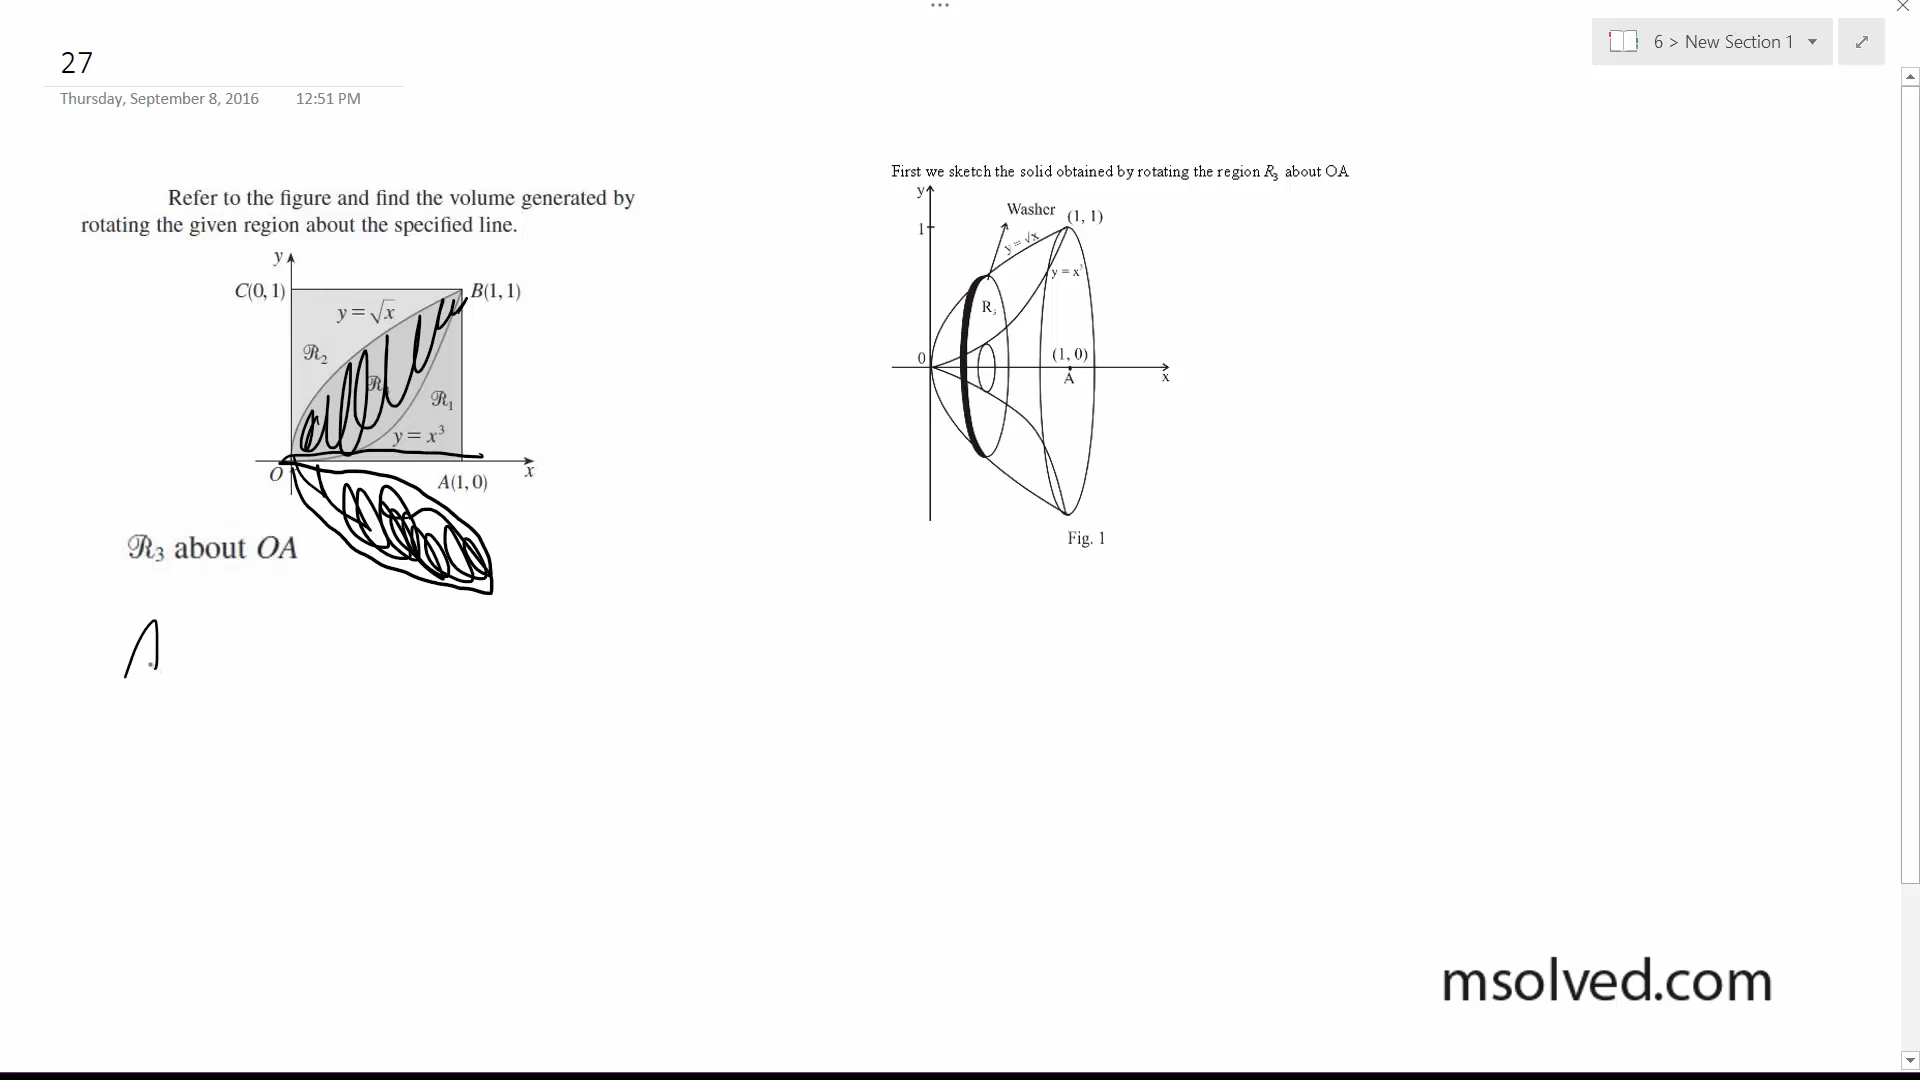 27
Thursday, September 8, 2016 12:51 PM
6 > New Section 1
Refer to the figure and find the volume generated by
rotating the given region about the specified line.
y
C(0, 1)
B(1, 1)
y = √x
ℛ₂
ℛ
ℛ₁
y = x³
O
A(1, 0)
x
ℛ₃ about OA
First we sketch the solid obtained by rotating the region R₃ about OA
y
Washer
(1, 1)
1
y = √x
y = x³
R₃
0
(1, 0)
A
x
Fig. 1
msolved.com